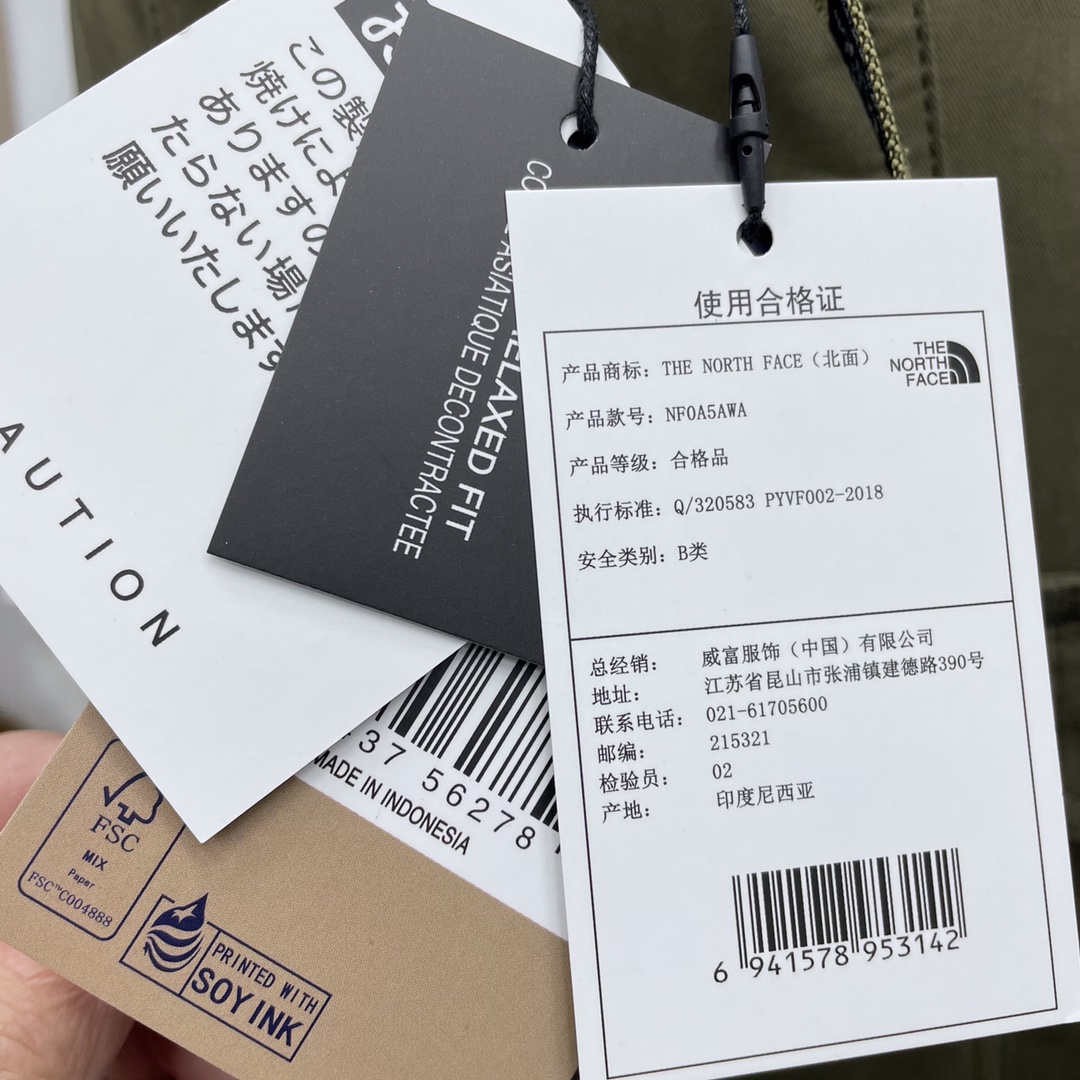 この製
焼けによ
ありますの
たらない場
願いいたします
AUTION
ASIATIQUE DECONTRACTEE
RELAXED FIT
使用合格证
产品商标: THE NORTH FACE（北面）
THE
NORTH
FACE
产品款号: NF0A5AWA
产品等级: 合格品
执行标准: Q/320583 PYVF002-2018
安全类别: B类
总经销: 威富服饰（中国）有限公司
地址: 江苏省昆山市张浦镇建德路390号
联系电话: 021-61705600
邮编: 215321
检验员: 02
产地: 印度尼西亚
6 941578 953142
37 56278
MADE IN INDONESIA
FSC
MIX
Paper
FSC™C004888
PRINTED WITH
SOY INK